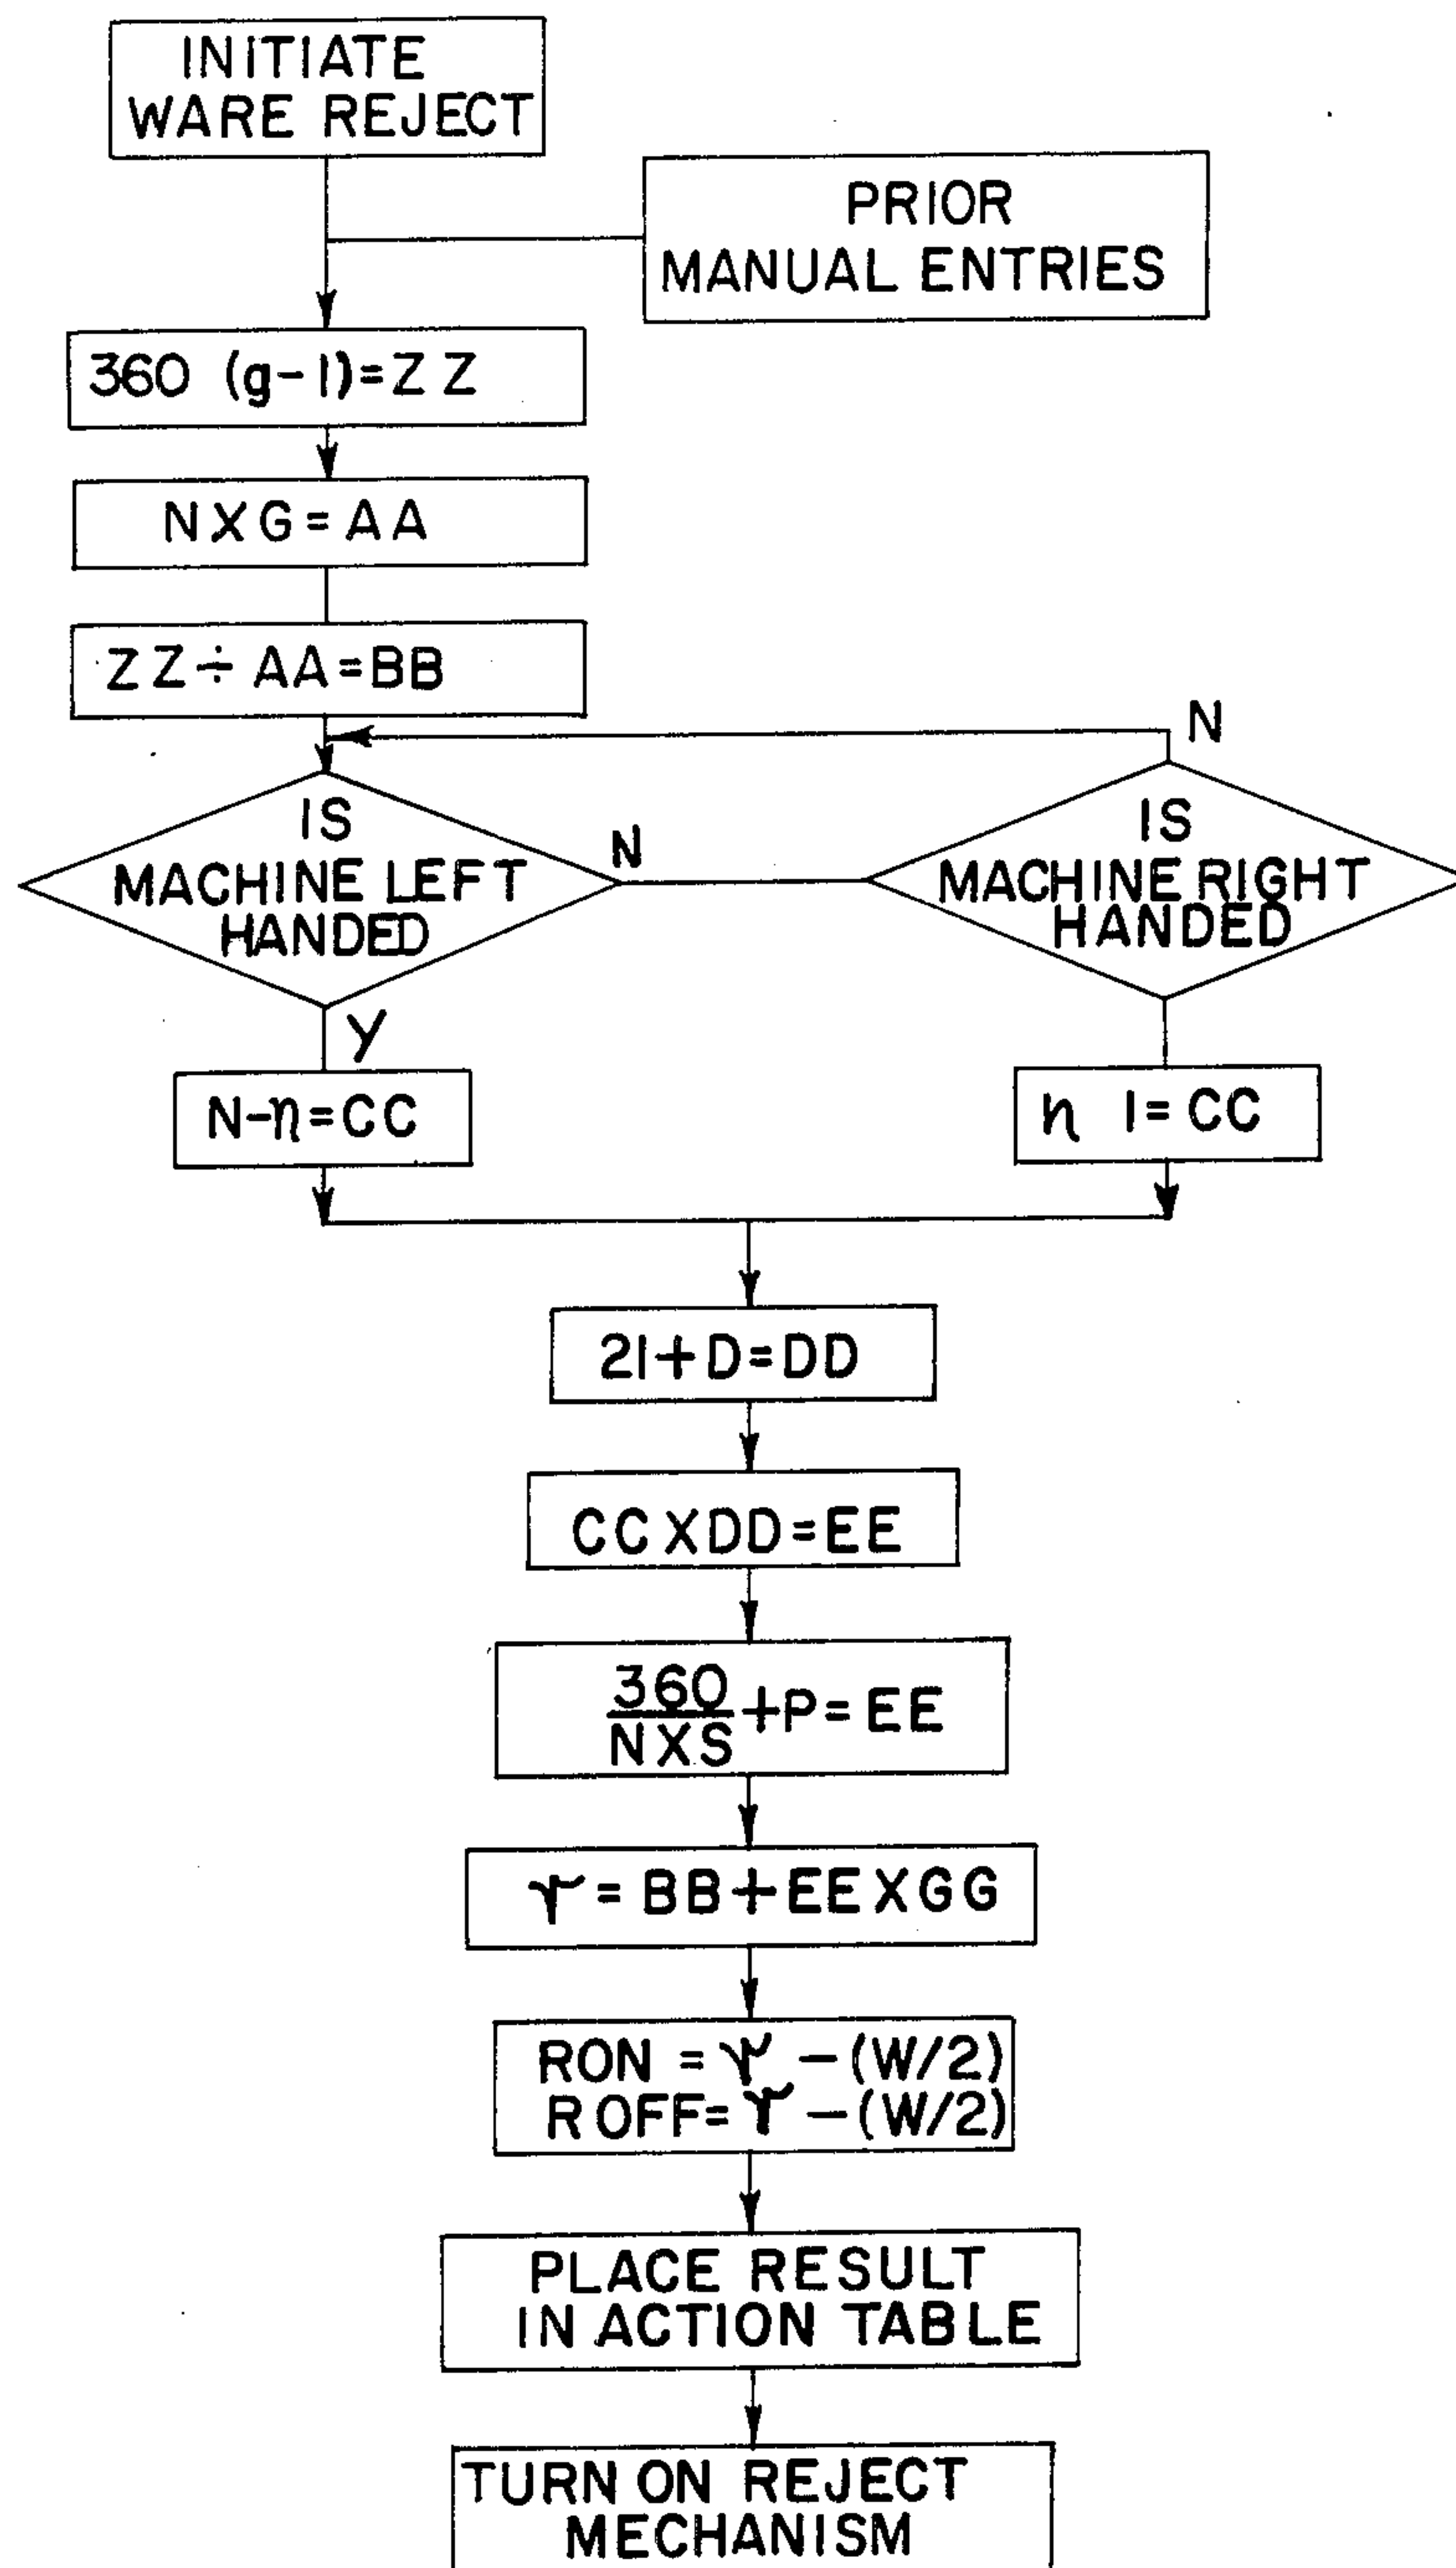 INITIATE
WARE REJECT
PRIOR
MANUAL ENTRIES
360 (g-1)=ZZ
NXG=AA
ZZ÷AA=BB
N
IS
MACHINE LEFT
HANDED
N
IS
MACHINE RIGHT
HANDED
Y
N-η=CC
η 1=CC
21+D=DD
CCXDD=EE
360
NXS
+P=EE
r=BB+EEXGG
RON = r -(W/2)
ROFF= r -(W/2)
PLACE RESULT
IN ACTION TABLE
TURN ON REJECT
MECHANISM